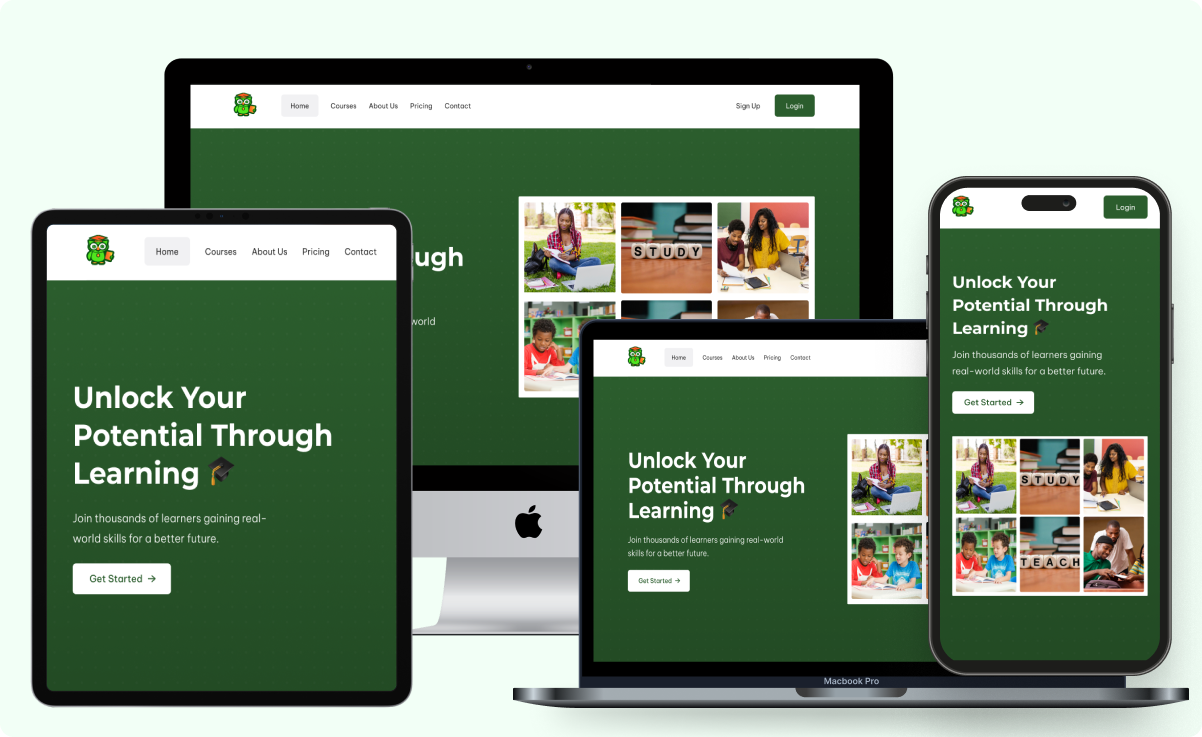 Home
Courses
About Us
Pricing
Contact
Sign Up
Login
ugh
world
STUDY
Home
Courses
About Us
Pricing
Contact
Unlock Your
Potential Through
Learning
Join thousands of learners gaining real-
world skills for a better future.
Get Started →
Home
Courses
About Us
Pricing
Contact
Unlock Your
Potential Through
Learning
Join thousands of learners gaining real-world
skills for a better future.
Get Started →
Macbook Pro
Login
Unlock Your
Potential Through
Learning
Join thousands of learners gaining
real-world skills for a better future.
Get Started →
STUDY
TEACH